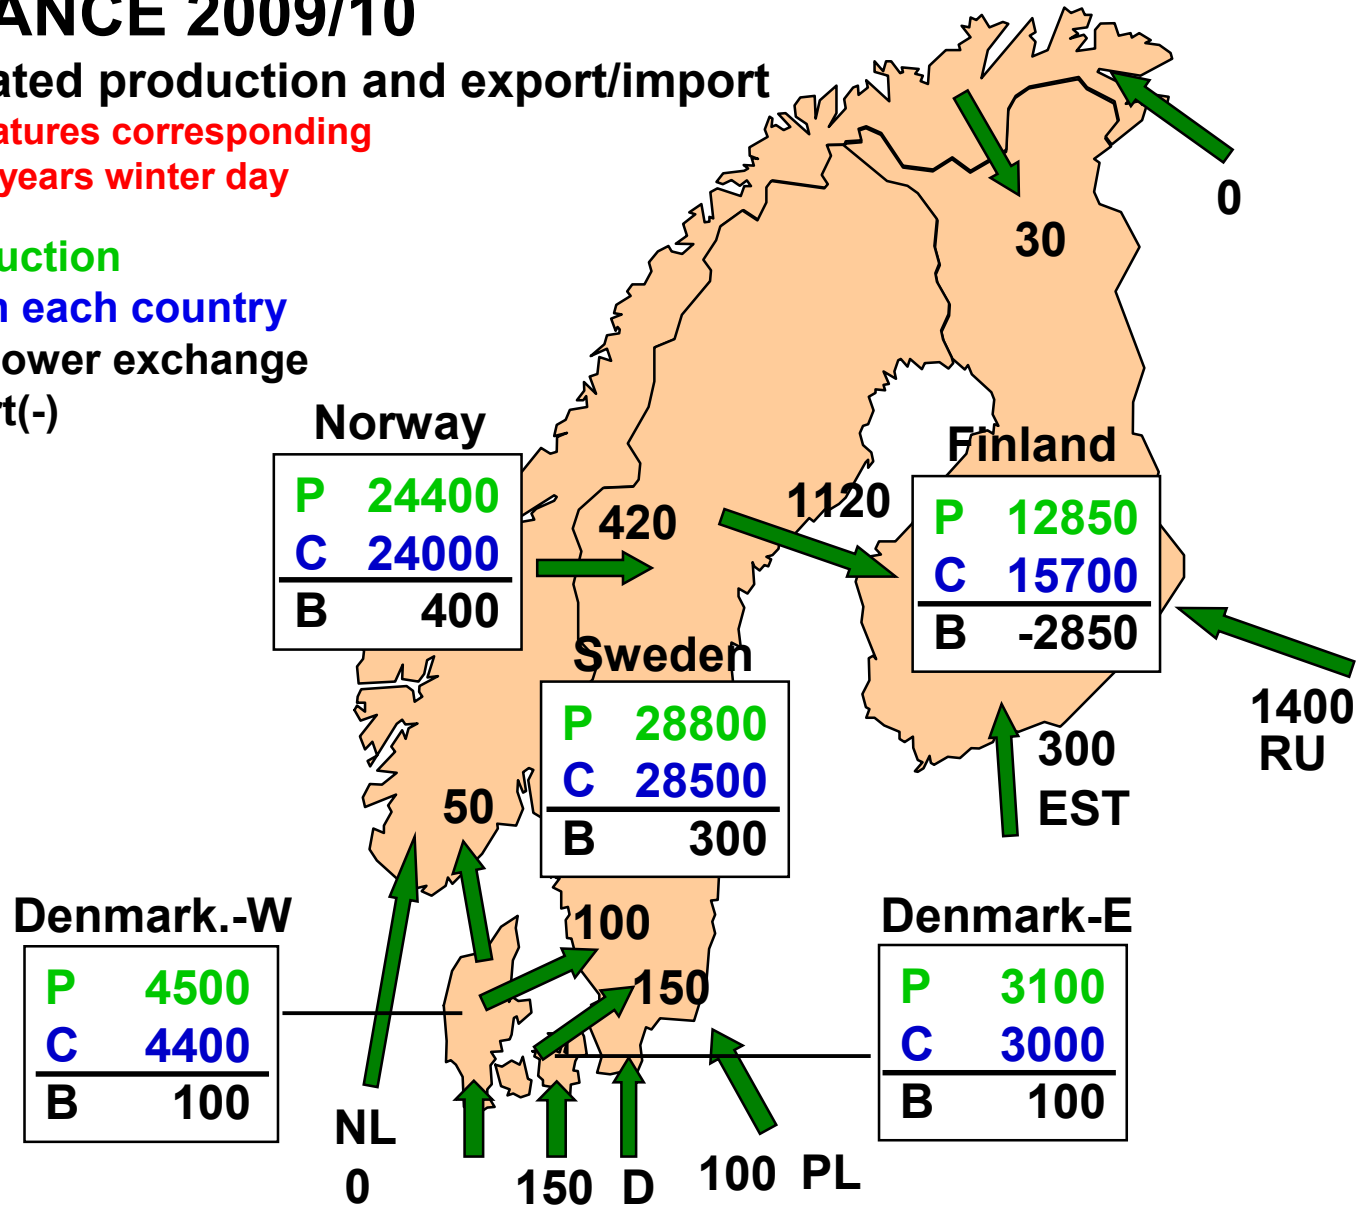 ANCE 2009/10
ated production and export/import
atures corresponding
years winter day
uction
n each country
ower exchange
rt(-)
0
30
Norway
P 24400
C 24000
B 400
420
1120
Finland
P 12850
C 15700
B -2850
Sweden
P 28800
C 28500
B 300
1400
RU
300
EST
50
Denmark.-W
P 4500
C 4400
B 100
100
150
Denmark-E
P 3100
C 3000
B 100
NL
0
150 D
100 PL